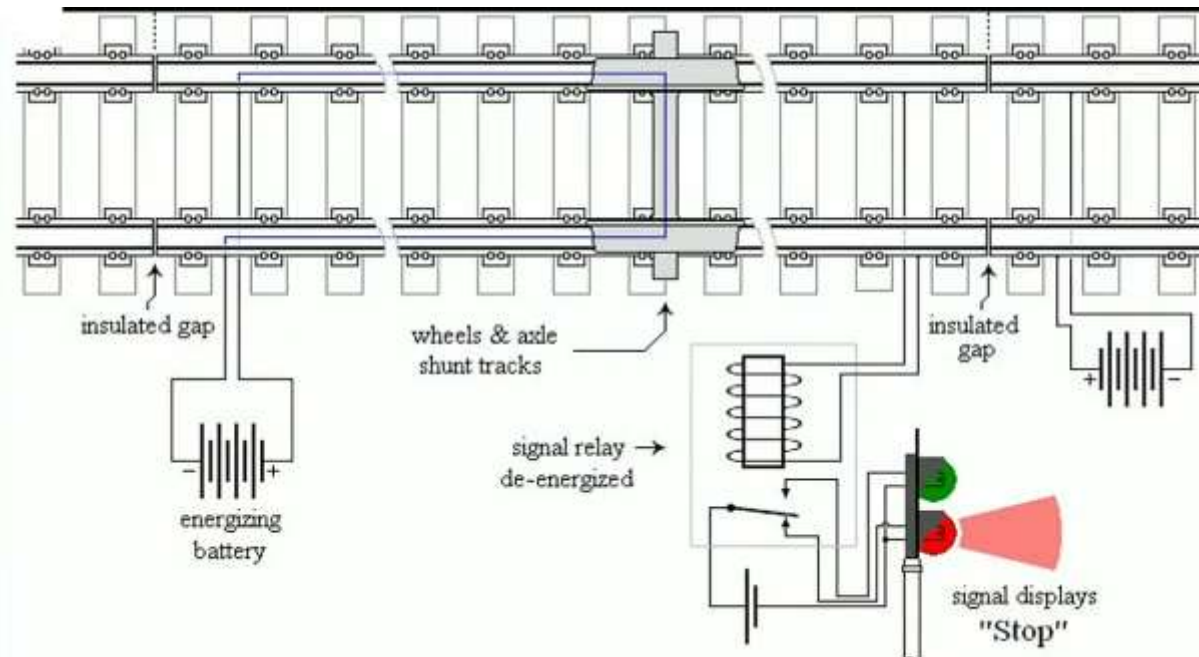 insulated gap
wheels & axle
shunt tracks
insulated
gap
+ -
signal relay →
de-energized
- +
energizing
battery
signal displays
"Stop"